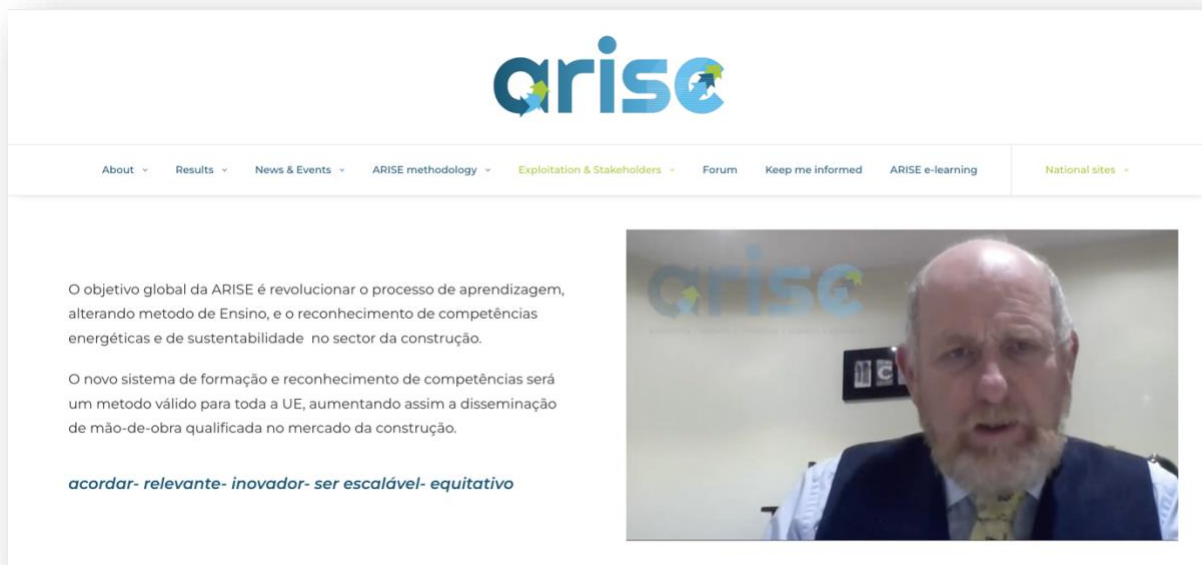 arise
About
Results
News & Events
ARISE methodology
Exploitation & Stakeholders
Forum
Keep me informed
ARISE e-learning
National sites
O objetivo global da ARISE é revolucionar o processo de aprendizagem,
alterando metodo de Ensino, e o reconhecimento de competências
energéticas e de sustentabilidade no sector da construção.
O novo sistema de formação e reconhecimento de competências será
um metodo válido para toda a UE, aumentando assim a disseminação
de mão-de-obra qualificada no mercado da construção.
acordar- relevante- inovador- ser escalável- equitativo
arise